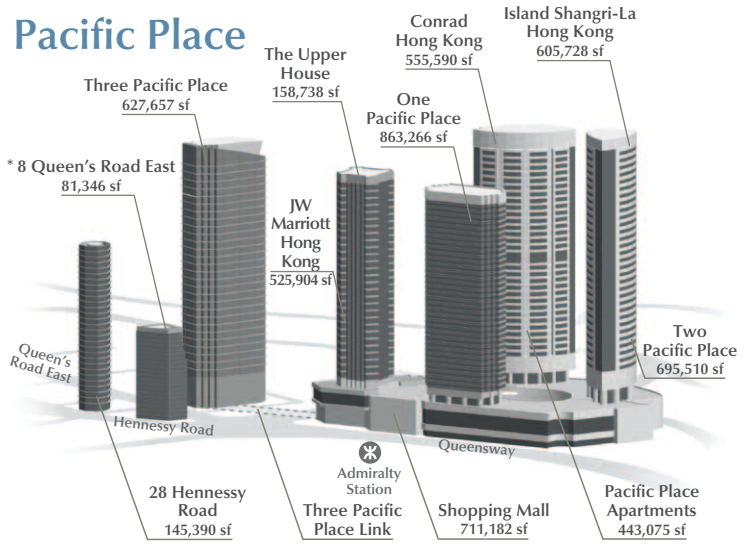 Pacific Place
Three Pacific Place
627,657 sf
The Upper
House
158,738 sf
Conrad
Hong Kong
555,590 sf
Island Shangri-La
Hong Kong
605,728 sf
One
Pacific Place
863,266 sf
* 8 Queen's Road East
81,346 sf
JW
Marriott
Hong
Kong
525,904 sf
Two
Pacific Place
695,510 sf
Queen's
Road East
Hennessy Road
Queensway
Admiralty
Station
28 Hennessy
Road
145,390 sf
Three Pacific
Place Link
Shopping Mall
711,182 sf
Pacific Place
Apartments
443,075 sf